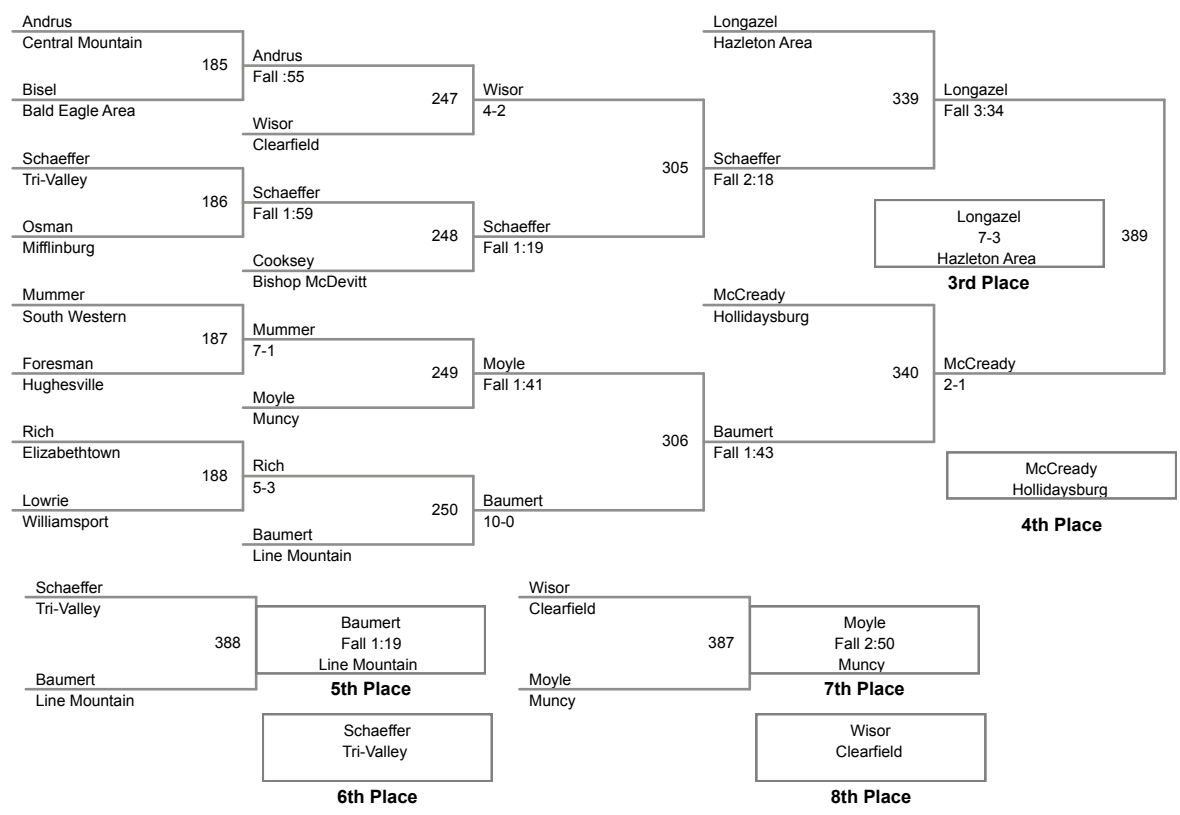 Andrus
Central Mountain
185
Bisel
Bald Eagle Area
Schaeffer
Tri-Valley
186
Osman
Mifflinburg
Mummer
South Western
187
Foresman
Hughesville
Rich
Elizabethtown
188
Lowrie
Williamsport
Andrus
Fall :55
247
Wisor
Clearfield
Schaeffer
Fall 1:59
248
Cooksey
Bishop McDevitt
Mummer
7-1
249
Moyle
Muncy
Rich
5-3
250
Baumert
Line Mountain
Wisor
4-2
305
Schaeffer
Fall 1:19
Moyle
Fall 1:41
306
Baumert
10-0
Longazel
Hazleton Area
339
Schaeffer
Fall 2:18
McCready
Hollidaysburg
340
Baumert
Fall 1:43
Longazel
Fall 3:34
389
McCready
2-1
Longazel
7-3
Hazleton Area
3rd Place
McCready
Hollidaysburg
4th Place
Schaeffer
Tri-Valley
388
Baumert
Line Mountain
Baumert
Fall 1:19
Line Mountain
5th Place
Schaeffer
Tri-Valley
6th Place
Wisor
Clearfield
387
Moyle
Muncy
Moyle
Fall 2:50
Muncy
7th Place
Wisor
Clearfield
8th Place